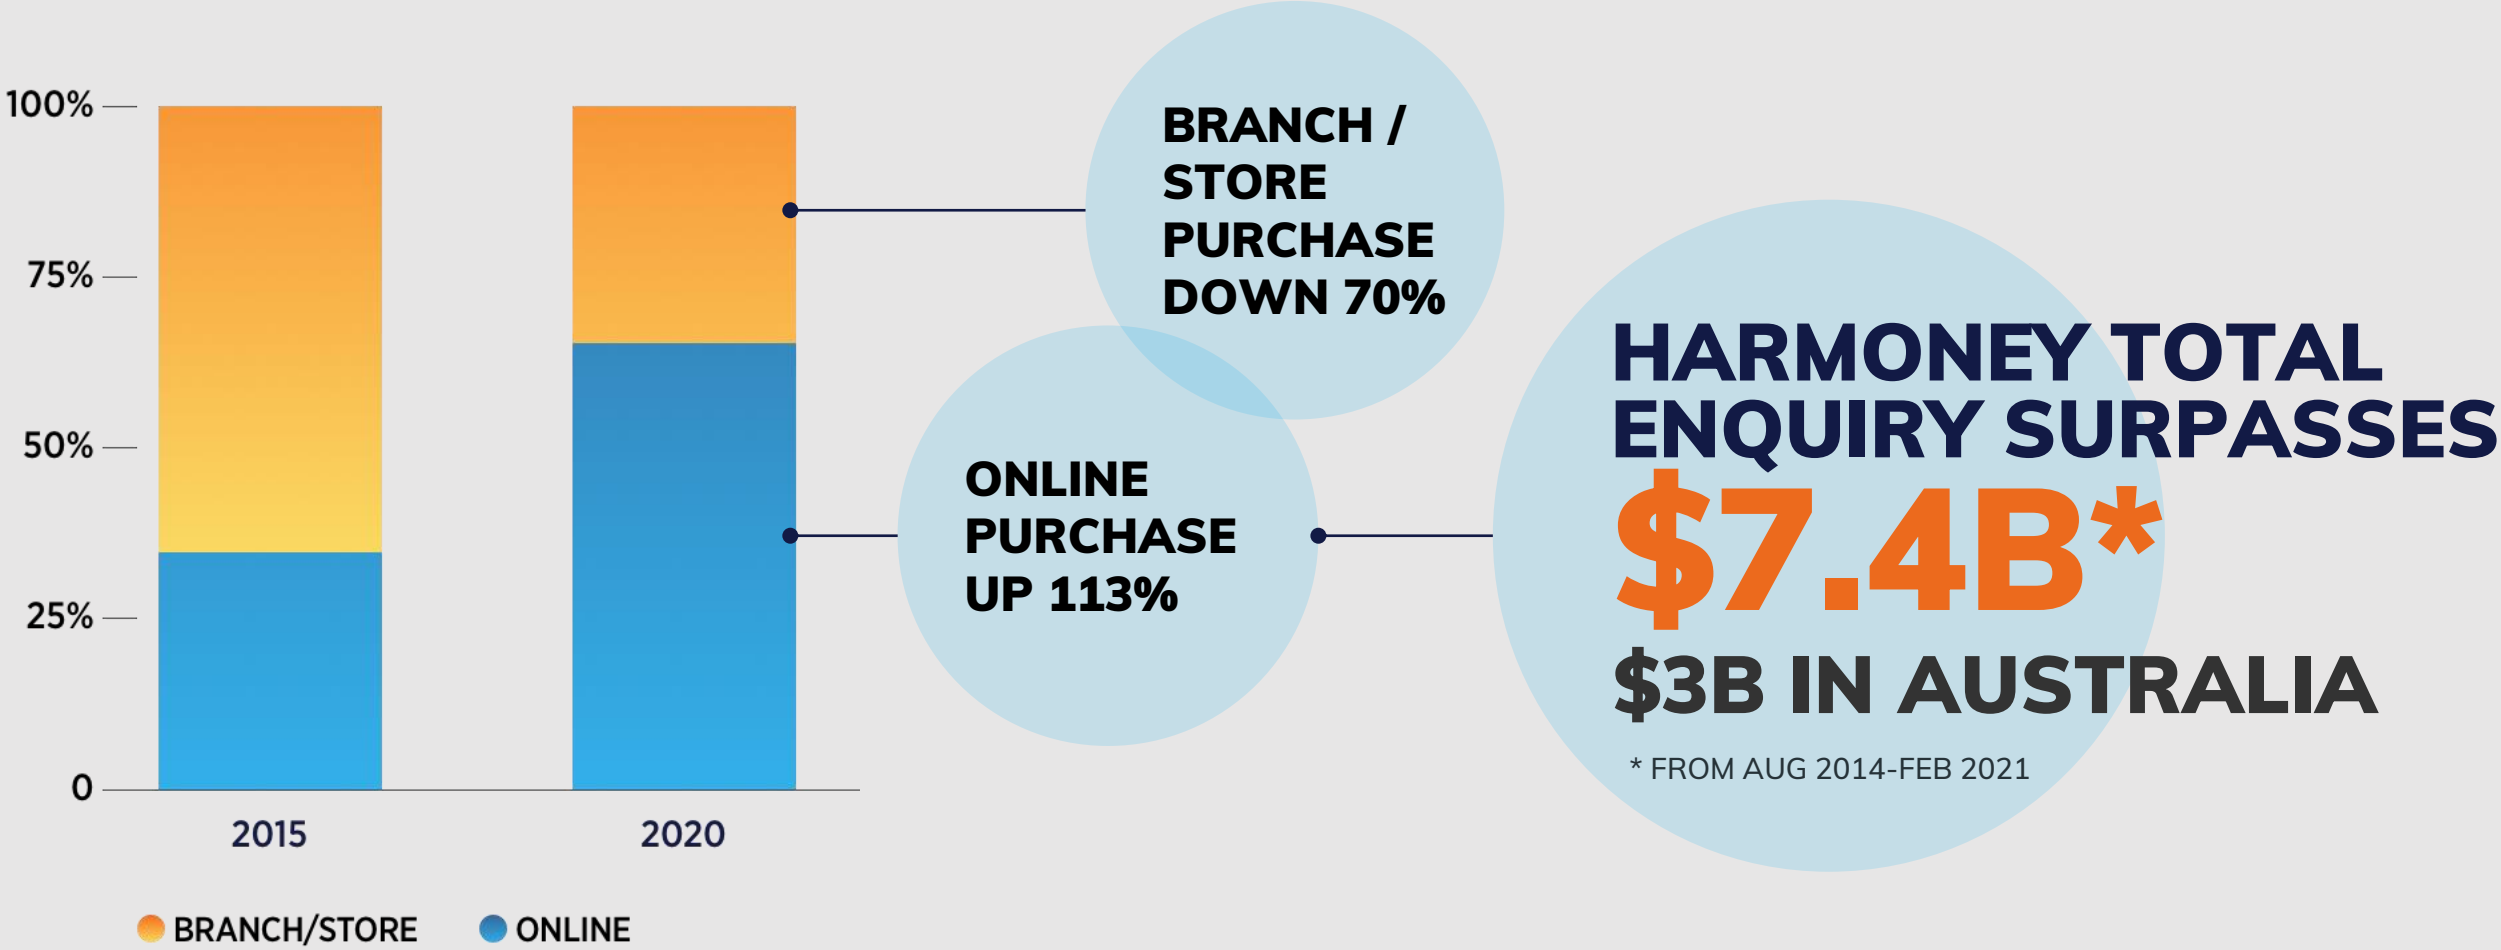 100%
75%
50%
25%
0
2015
2020
BRANCH/STORE
ONLINE
BRANCH /
STORE
PURCHASE
DOWN 70%
ONLINE
PURCHASE
UP 113%
HARMONEY TOTAL
ENQUIRY SURPASSES
$7.4B*
$3B IN AUSTRALIA
* FROM AUG 2014-FEB 2021